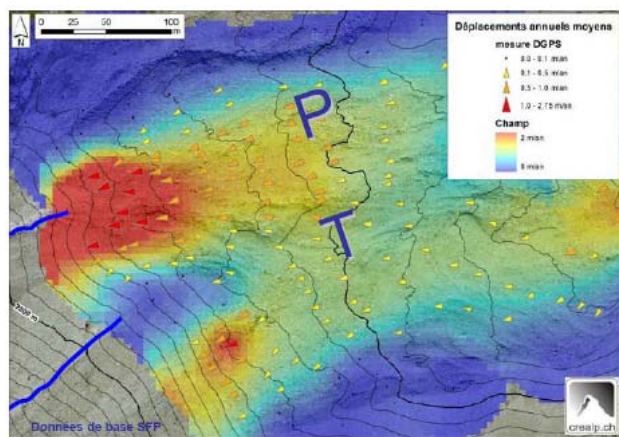 0 50 100
m
N
Déplacements annuels moyens
mesure DGPS
0.0 - 0.1 m/an
0.1 - 0.5 m/an
0.5 - 1.0 m/an
1.0 - 2.15 m/an
Champ
2 m/an
0 m/an
P
T
Données de base SFP
crealp.ch